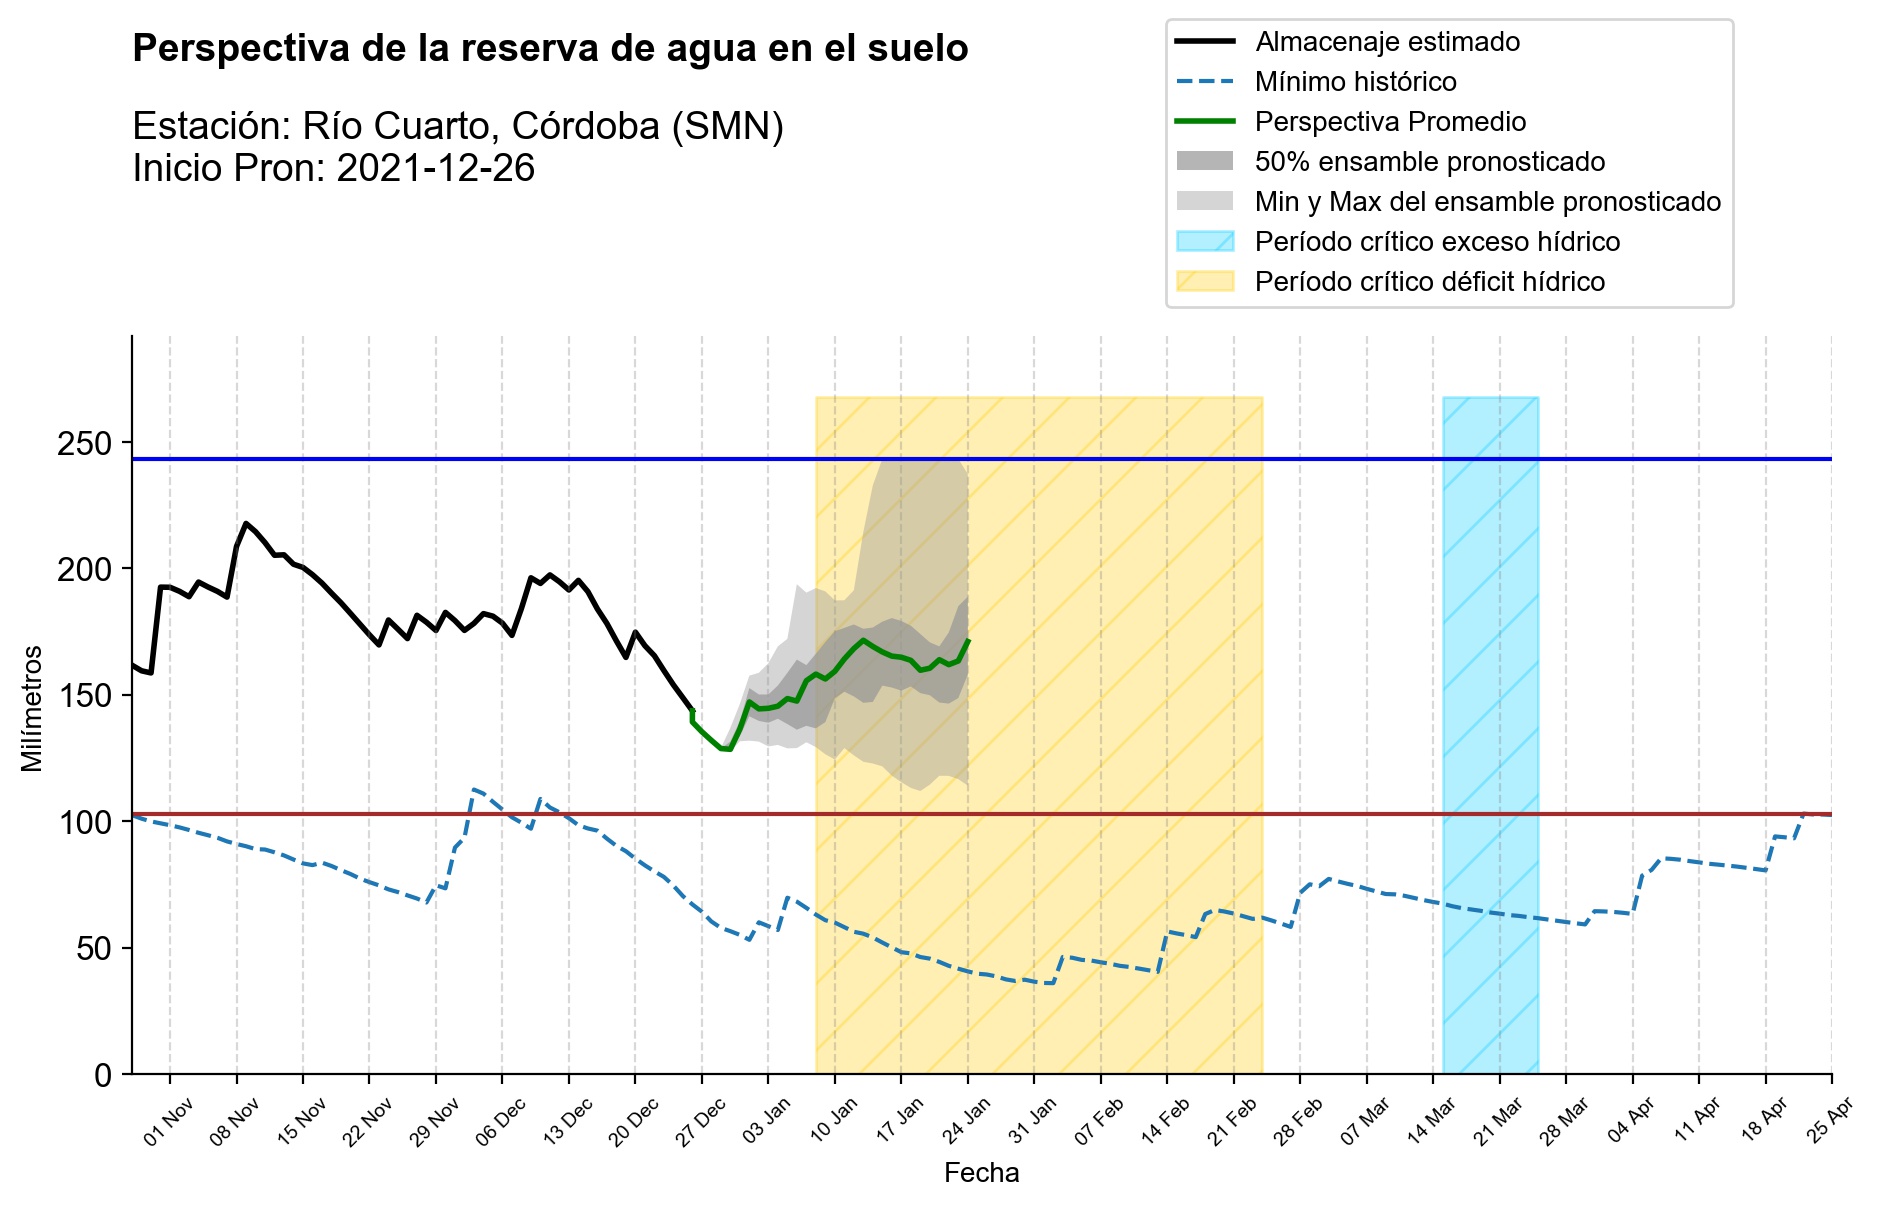 Perspectiva de la reserva de agua en el suelo
Estación: Río Cuarto, Córdoba (SMN)
Inicio Pron: 2021-12-26
Almacenaje estimado
Mínimo histórico
Perspectiva Promedio
50% ensamble pronosticado
Min y Max del ensamble pronosticado
Período crítico exceso hídrico
Período crítico déficit hídrico
Milímetros
250
200
150
100
50
0
01 Nov
08 Nov
15 Nov
22 Nov
29 Nov
06 Dec
13 Dec
20 Dec
27 Dec
03 Jan
10 Jan
17 Jan
24 Jan
31 Jan
07 Feb
14 Feb
21 Feb
28 Feb
07 Mar
14 Mar
21 Mar
28 Mar
04 Apr
11 Apr
18 Apr
25 Apr
Fecha